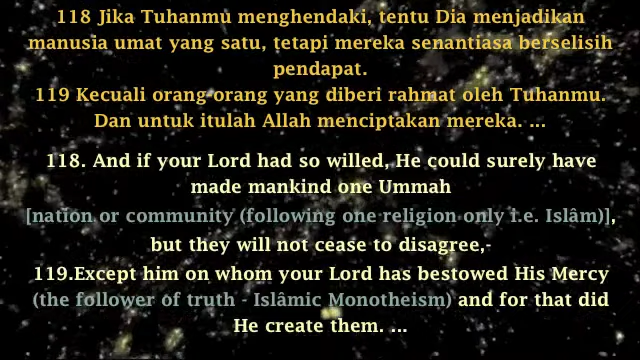 118 Jika Tuhanmu menghendaki, tentu Dia menjadikan
manusia umat yang satu, tetapi mereka senantiasa berselisih
pendapat.
119 Kecuali orang-orang yang diberi rahmat oleh Tuhanmu.
Dan untuk itulah Allah menciptakan mereka. ...
118. And if your Lord had so willed, He could surely have
made mankind one Ummah
[nation or community (following one religion only i.e. Islâm)],
but they will not cease to disagree,-
119.Except him on whom your Lord has bestowed His Mercy
(the follower of truth - Islâmic Monotheism) and for that did
He create them. ...